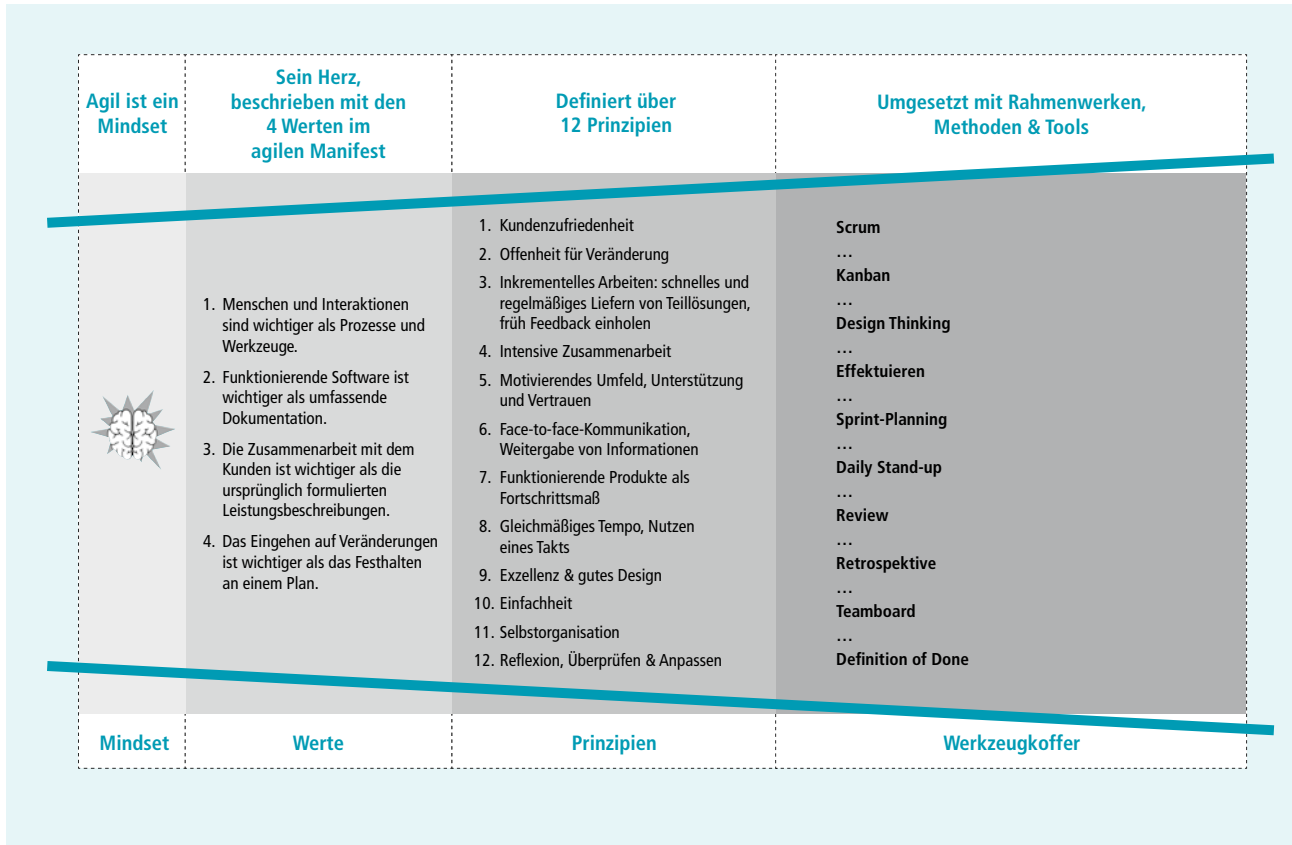 Agil ist ein
Mindset
Sein Herz,
beschrieben mit den
4 Werten im
agilen Manifest
Definiert über
12 Prinzipien
Umgesetzt mit Rahmenwerken,
Methoden & Tools
1. Menschen und Interaktionen
sind wichtiger als Prozesse und
Werkzeuge.
2. Funktionierende Software ist
wichtiger als umfassende
Dokumentation.
3. Die Zusammenarbeit mit dem
Kunden ist wichtiger als die
ursprünglich formulierten
Leistungsbeschreibungen.
4. Das Eingehen auf Veränderungen
ist wichtiger als das Festhalten
an einem Plan.
1. Kundenzufriedenheit
2. Offenheit für Veränderung
3. Inkrementelles Arbeiten: schnelles und
regelmäßiges Liefern von Teillösungen,
früh Feedback einholen
4. Intensive Zusammenarbeit
5. Motivierendes Umfeld, Unterstützung
und Vertrauen
6. Face-to-face-Kommunikation,
Weitergabe von Informationen
7. Funktionierende Produkte als
Fortschrittsmaß
8. Gleichmäßiges Tempo, Nutzen
eines Takts
9. Exzellenz & gutes Design
10. Einfachheit
11. Selbstorganisation
12. Reflexion, Überprüfen & Anpassen
Scrum
...
Kanban
...
Design Thinking
...
Effektuieren
...
Sprint-Planning
...
Daily Stand-up
...
Review
...
Retrospektive
...
Teamboard
...
Definition of Done
Mindset
Werte
Prinzipien
Werkzeugkoffer